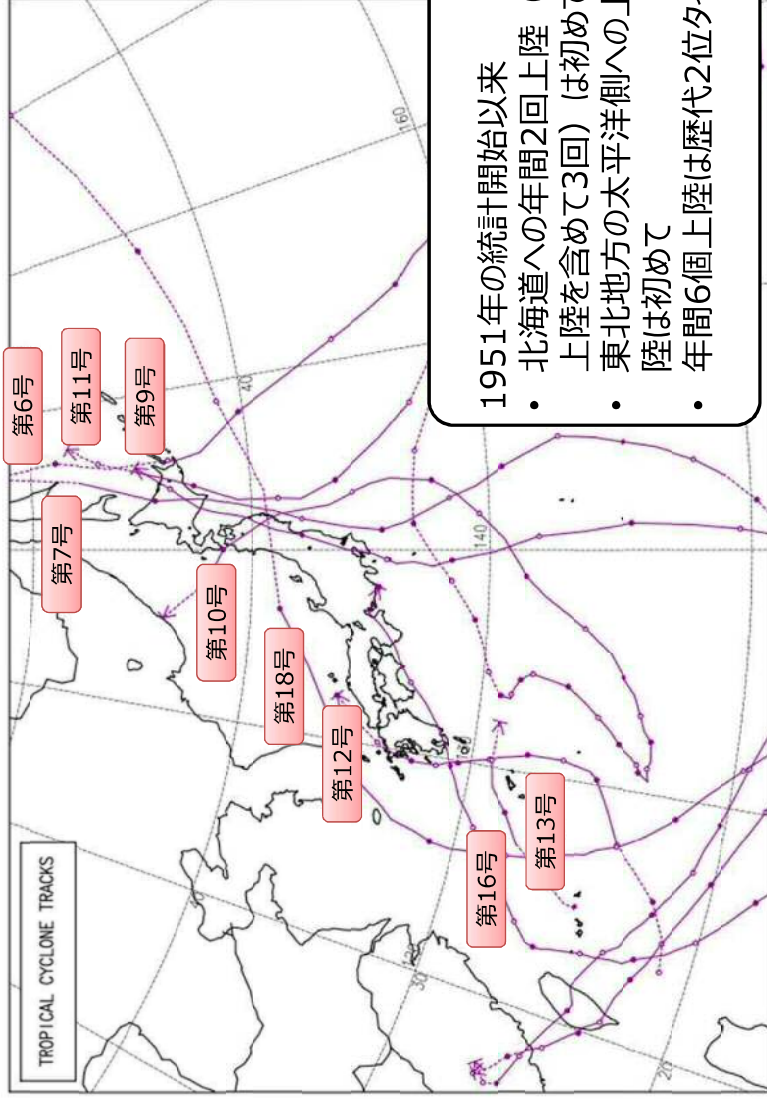 TROPICAL CYCLONE TRACKS
第6号
第11号
第9号
第7号
第10号
第18号
第12号
第16号
第13号
160
40
140
30
20
1951年の統計開始以来
• 北海道への年間2回上陸（
上陸を含めて3回）は初めて
• 東北地方の太平洋側への上
陸は初めて
• 年間6個上陸は歴代2位タイ